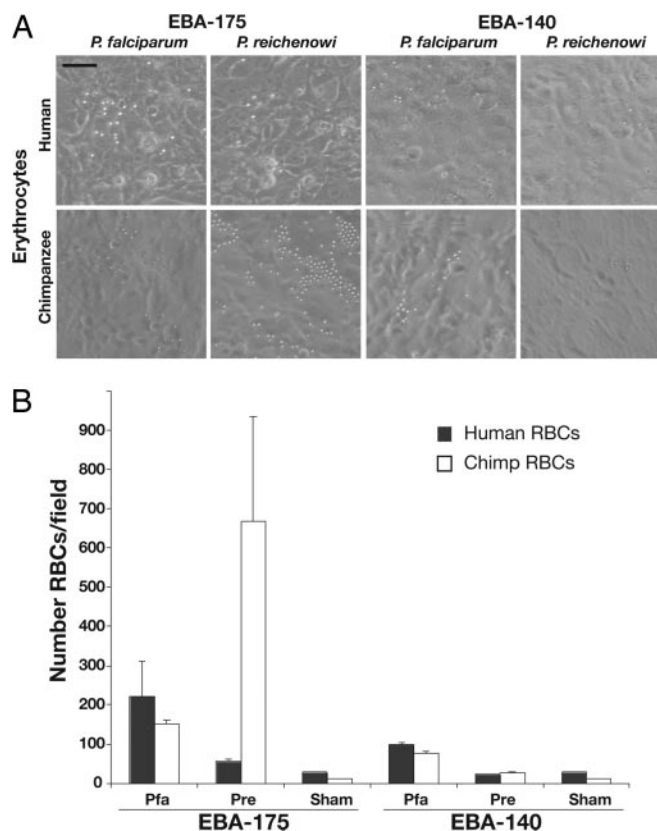 A
EBA-175 EBA-140
P. falciparum P. reichenowi P. falciparum P. reichenowi
Erythrocytes
Human
Chimpanzee
B
Number RBCs/field
900
800
700
600
500
400
300
200
100
0
Human RBCs
Chimp RBCs
Pfa Pre Sham Pfa Pre Sham
EBA-175 EBA-140